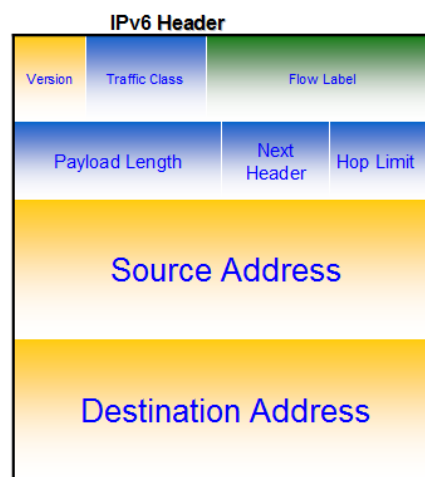 IPv6 Header
Version Traffic Class Flow Label
Payload Length Next Header Hop Limit
Source Address
Destination Address